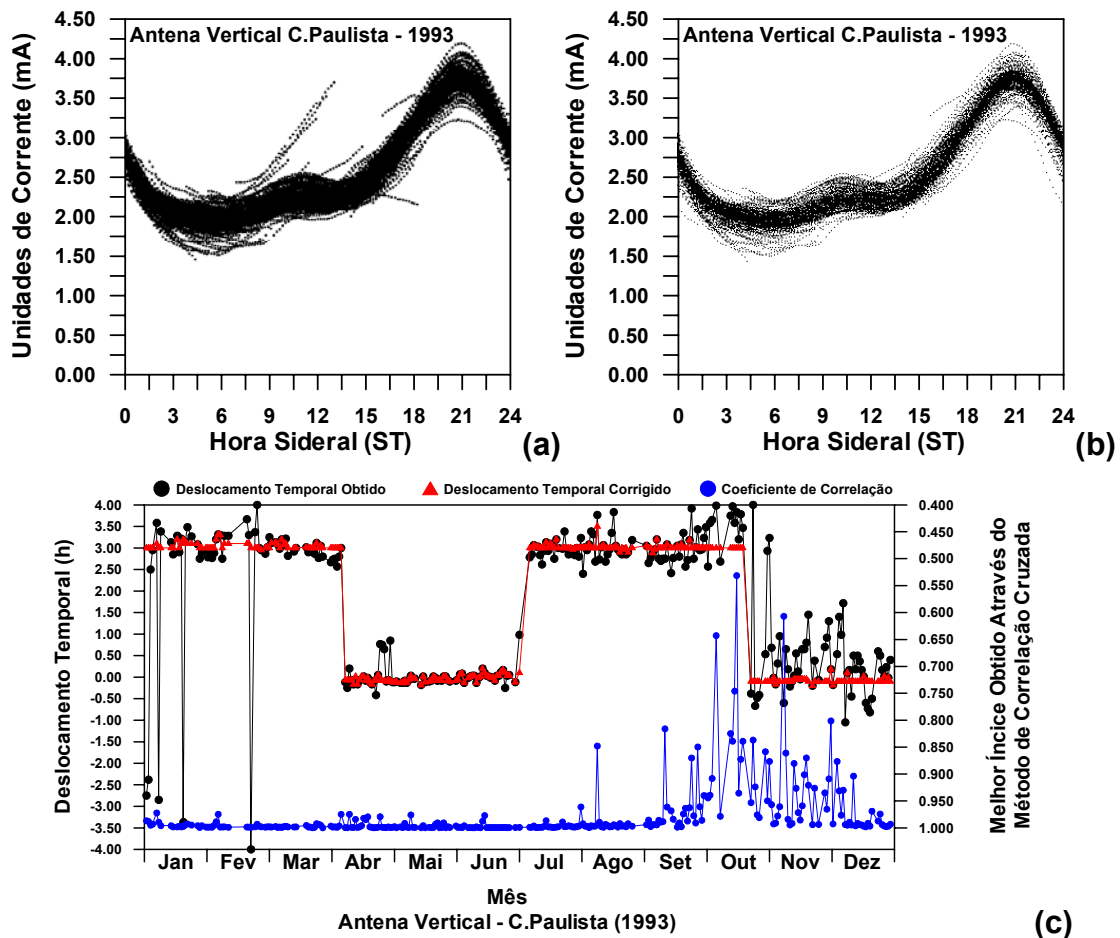 Antena Vertical C.Paulista - 1993
Unidades de Corrente (mA)
4.50
4.00
3.50
3.00
2.50
2.00
1.50
1.00
0.50
0.00
0 3 6 9 12 15 18 21 24
Hora Sideral (ST)
(a)
Antena Vertical C.Paulista - 1993
Unidades de Corrente (mA)
4.50
4.00
3.50
3.00
2.50
2.00
1.50
1.00
0.50
0.00
0 3 6 9 12 15 18 21 24
Hora Sideral (ST)
(b)
Deslocamento Temporal Obtido Deslocamento Temporal Corrigido Coeficiente de Correlação
Deslocamento Temporal (h)
4.00
3.50
3.00
2.50
2.00
1.50
1.00
0.50
0.00
-0.50
-1.00
-1.50
-2.00
-2.50
-3.00
-3.50
-4.00
0.400
0.450
0.500
0.550
0.600
0.650
0.700
0.750
0.800
0.850
0.900
0.950
1.000
Melhor Íncice Obtido Através do
Método de Correlação Cruzada
Jan Fev Mar Abr Mai Jun Jul Ago Set Out Nov Dez
Mês
Antena Vertical - C.Paulista (1993)
(c)